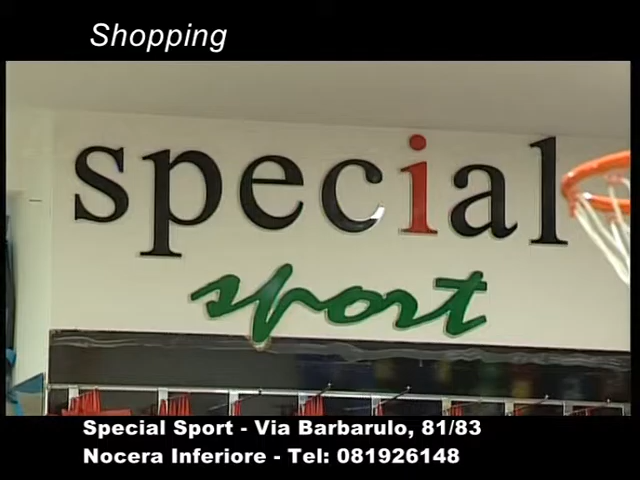 Shopping
special
sport
Special Sport - Via Barbarulo, 81/83
Nocera Inferiore - Tel: 081926148